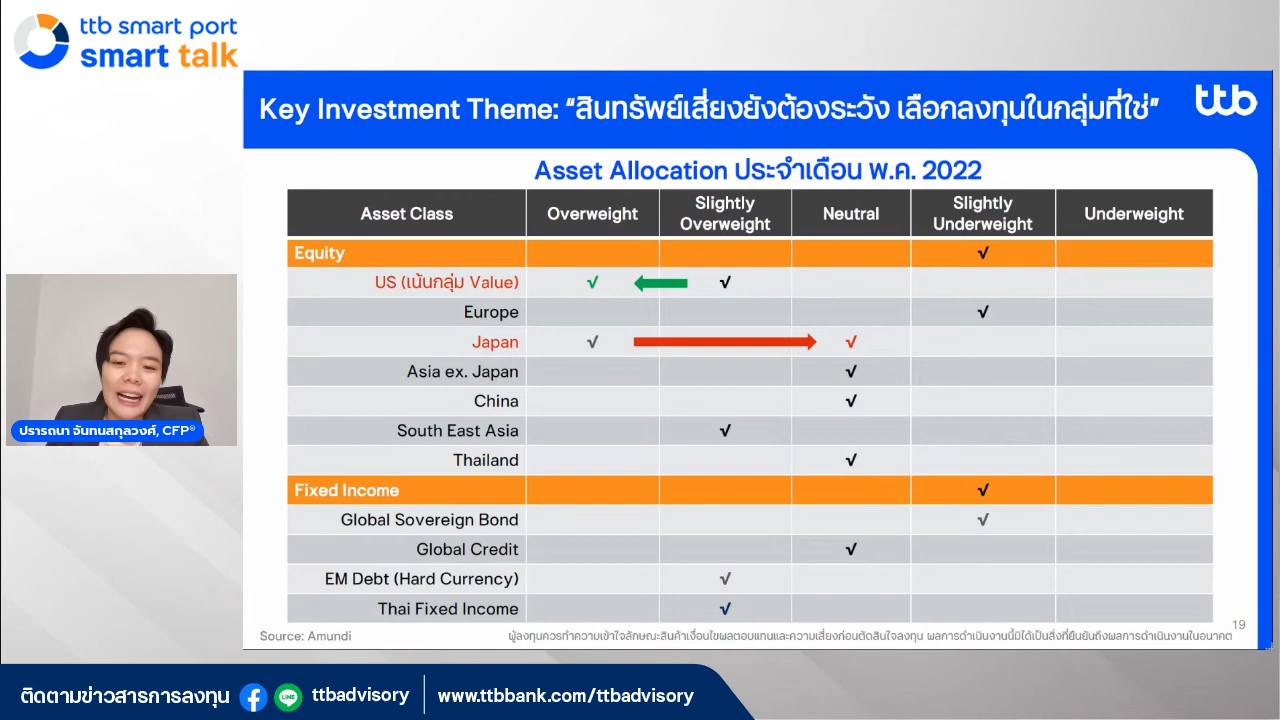 ttb smart port
smart talk
Key Investment Theme: “สินทรัพย์เสี่ยงยังต้องระวัง เลือกลงทุนในกลุ่มที่ใช่”
ttb
Asset Allocation ประจำเดือน พ.ค. 2022
Asset Class Overweight Slightly Overweight Neutral Slightly Underweight Underweight
Equity √
US (เน้นกลุ่ม Value) √ √
Europe √
Japan √ √
Asia ex. Japan √
China √
South East Asia √
Thailand √
Fixed Income √
Global Sovereign Bond √
Global Credit √
EM Debt (Hard Currency) √
Thai Fixed Income √
19
Source: Amundi ผู้ลงทุนควรทำความเข้าใจลักษณะสินค้าเงื่อนไขผลตอบแทนและความเสี่ยงก่อนตัดสินใจลงทุน ผลการดำเนินงานนี้มิได้เป็นสิ่งที่ยืนยันถึงผลการดำเนินงานในอนาคต
ปรารถนา จันทนสกุลวงศ์, CFP®
ติดตามข่าวสารการลงทุน f LINE ttbadvisory www.ttbbank.com/ttbadvisory